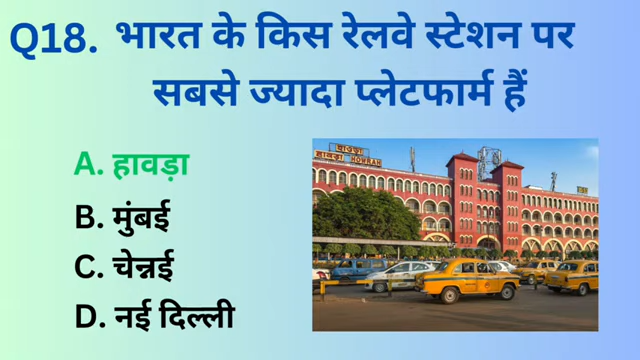 Q18. भारत के किस रेलवे स्टेशन पर
सबसे ज्यादा प्लेटफार्म हैं
A. हावड़ा
B. मुंबई
C. चेन्नई
D. नई दिल्ली
HOWRAH